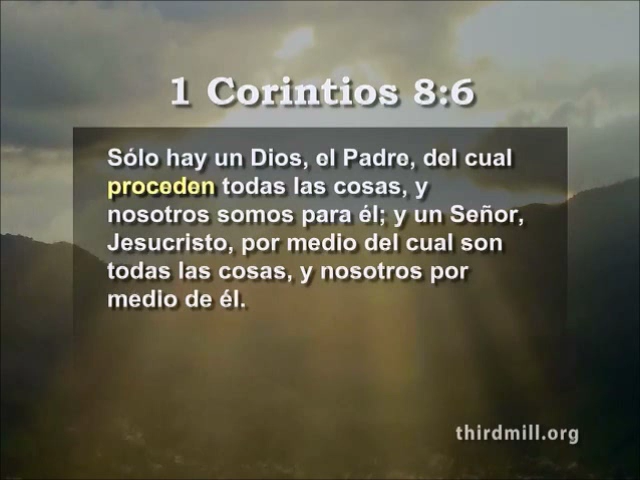 1 Corintios 8:6
Sólo hay un Dios, el Padre, del cual
proceden todas las cosas, y
nosotros somos para él; y un Señor,
Jesucristo, por medio del cual son
todas las cosas, y nosotros por
medio de él.
thirdmill.org